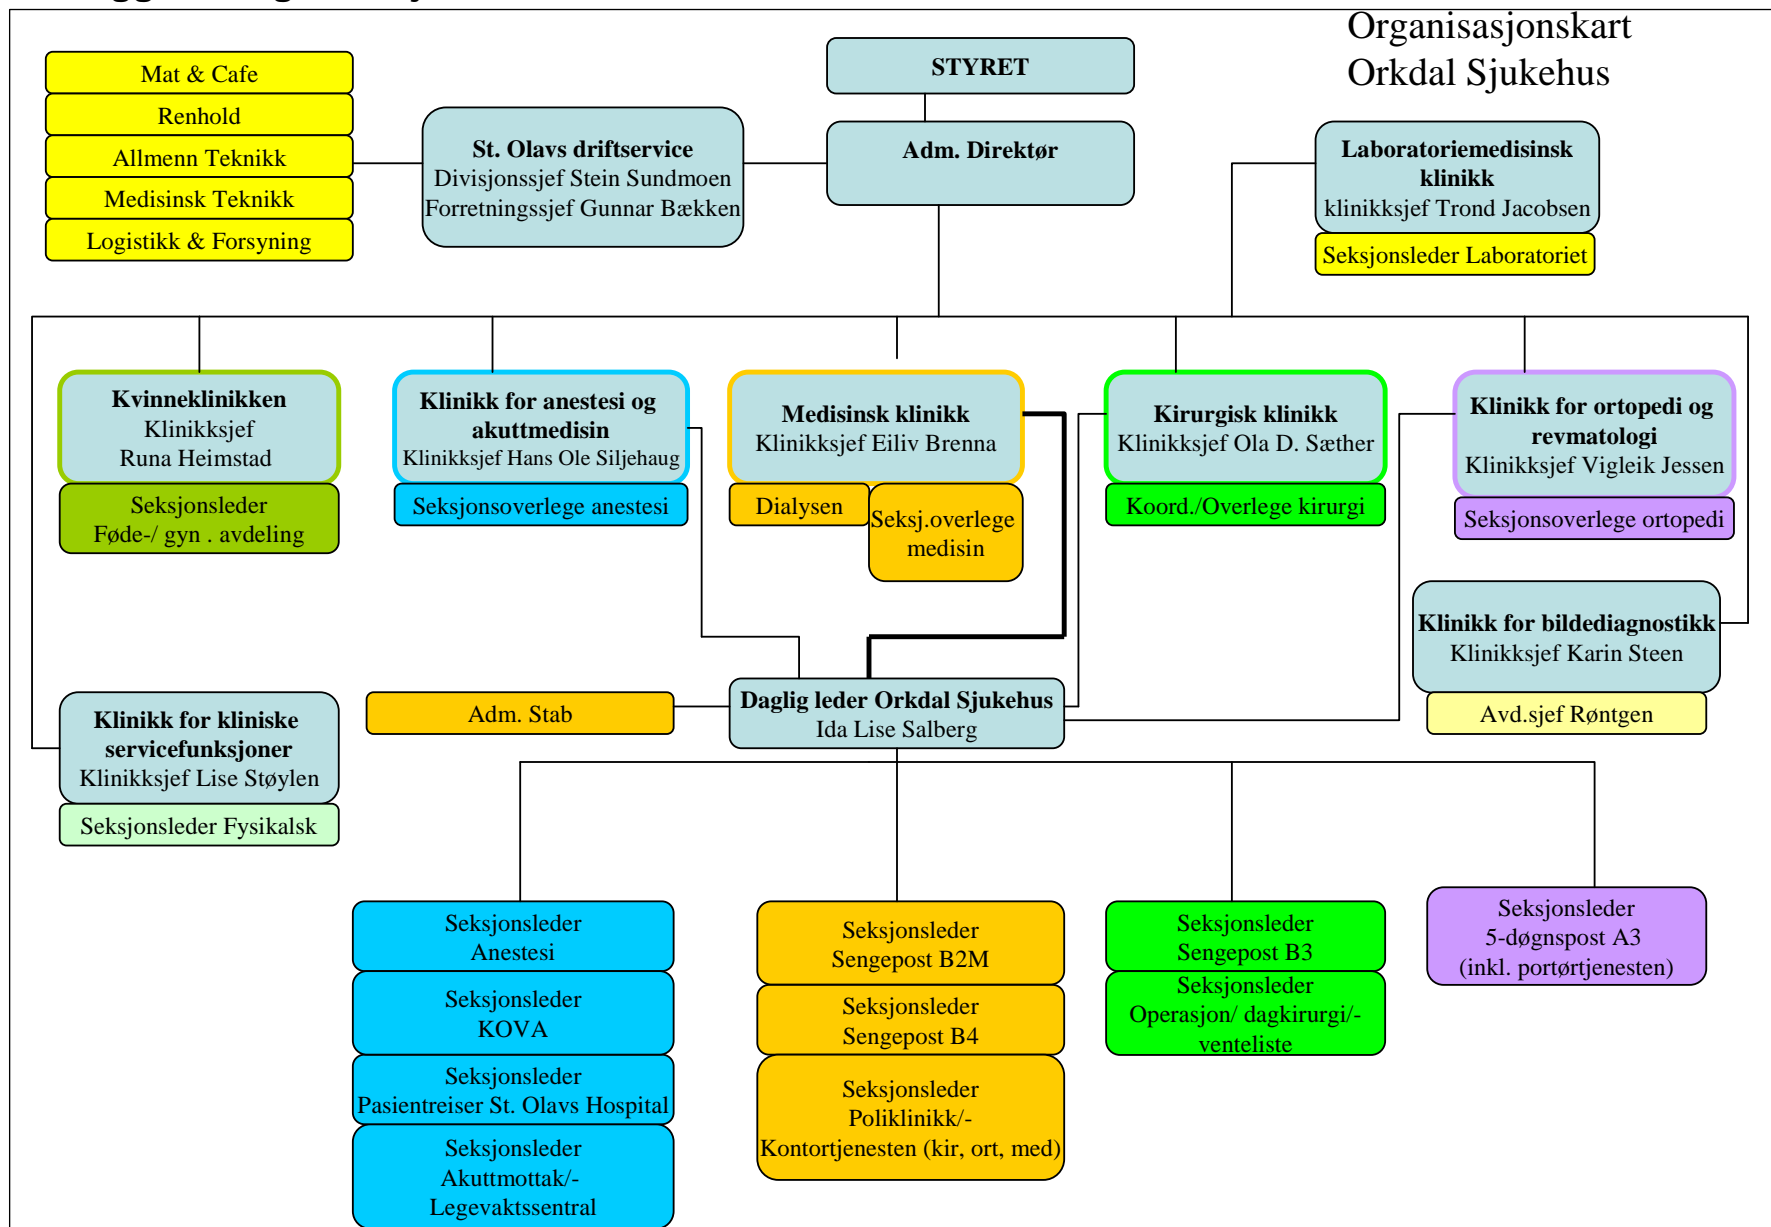 Organisasjonskart
Orkdal Sjukehus
Mat & Cafe
Renhold
Allmenn Teknikk
Medisinsk Teknikk
Logistikk & Forsyning
St. Olavs driftservice
Divisjonssjef Stein Sundmoen
Forretningssjef Gunnar Bækken
STYRET
Adm. Direktør
Laboratoriemedisinsk
klinikk
klinikksjef Trond Jacobsen
Seksjonsleder Laboratoriet
Kvinneklinikken
Klinikksjef
Runa Heimstad
Seksjonsleder
Føde-/ gyn . avdeling
Klinikk for anestesi og
akuttmedisin
Klinikksjef Hans Ole Siljehaug
Seksjonsoverlege anestesi
Medisinsk klinikk
Klinikksjef Eiliv Brenna
Dialysen
Seksj.overlege
medisin
Kirurgisk klinikk
Klinikksjef Ola D. Sæther
Koord./Overlege kirurgi
Klinikk for ortopedi og
revmatologi
Klinikksjef Vigleik Jessen
Seksjonsoverlege ortopedi
Klinikk for bildediagnostikk
Klinikksjef Karin Steen
Avd.sjef Røntgen
Klinikk for kliniske
servicefunksjoner
Klinikksjef Lise Støylen
Seksjonsleder Fysikalsk
Adm. Stab
Daglig leder Orkdal Sjukehus
Ida Lise Salberg
Seksjonsleder
Anestesi
Seksjonsleder
KOVA
Seksjonsleder
Pasientreiser St. Olavs Hospital
Seksjonsleder
Akuttmottak/-
Legevaktssentral
Seksjonsleder
Sengepost B2M
Seksjonsleder
Sengepost B4
Seksjonsleder
Poliklinikk/-
Kontortjenesten (kir, ort, med)
Seksjonsleder
Sengepost B3
Seksjonsleder
Operasjon/ dagkirurgi/-
venteliste
Seksjonsleder
5-døgnspost A3
(inkl. portørtjenesten)